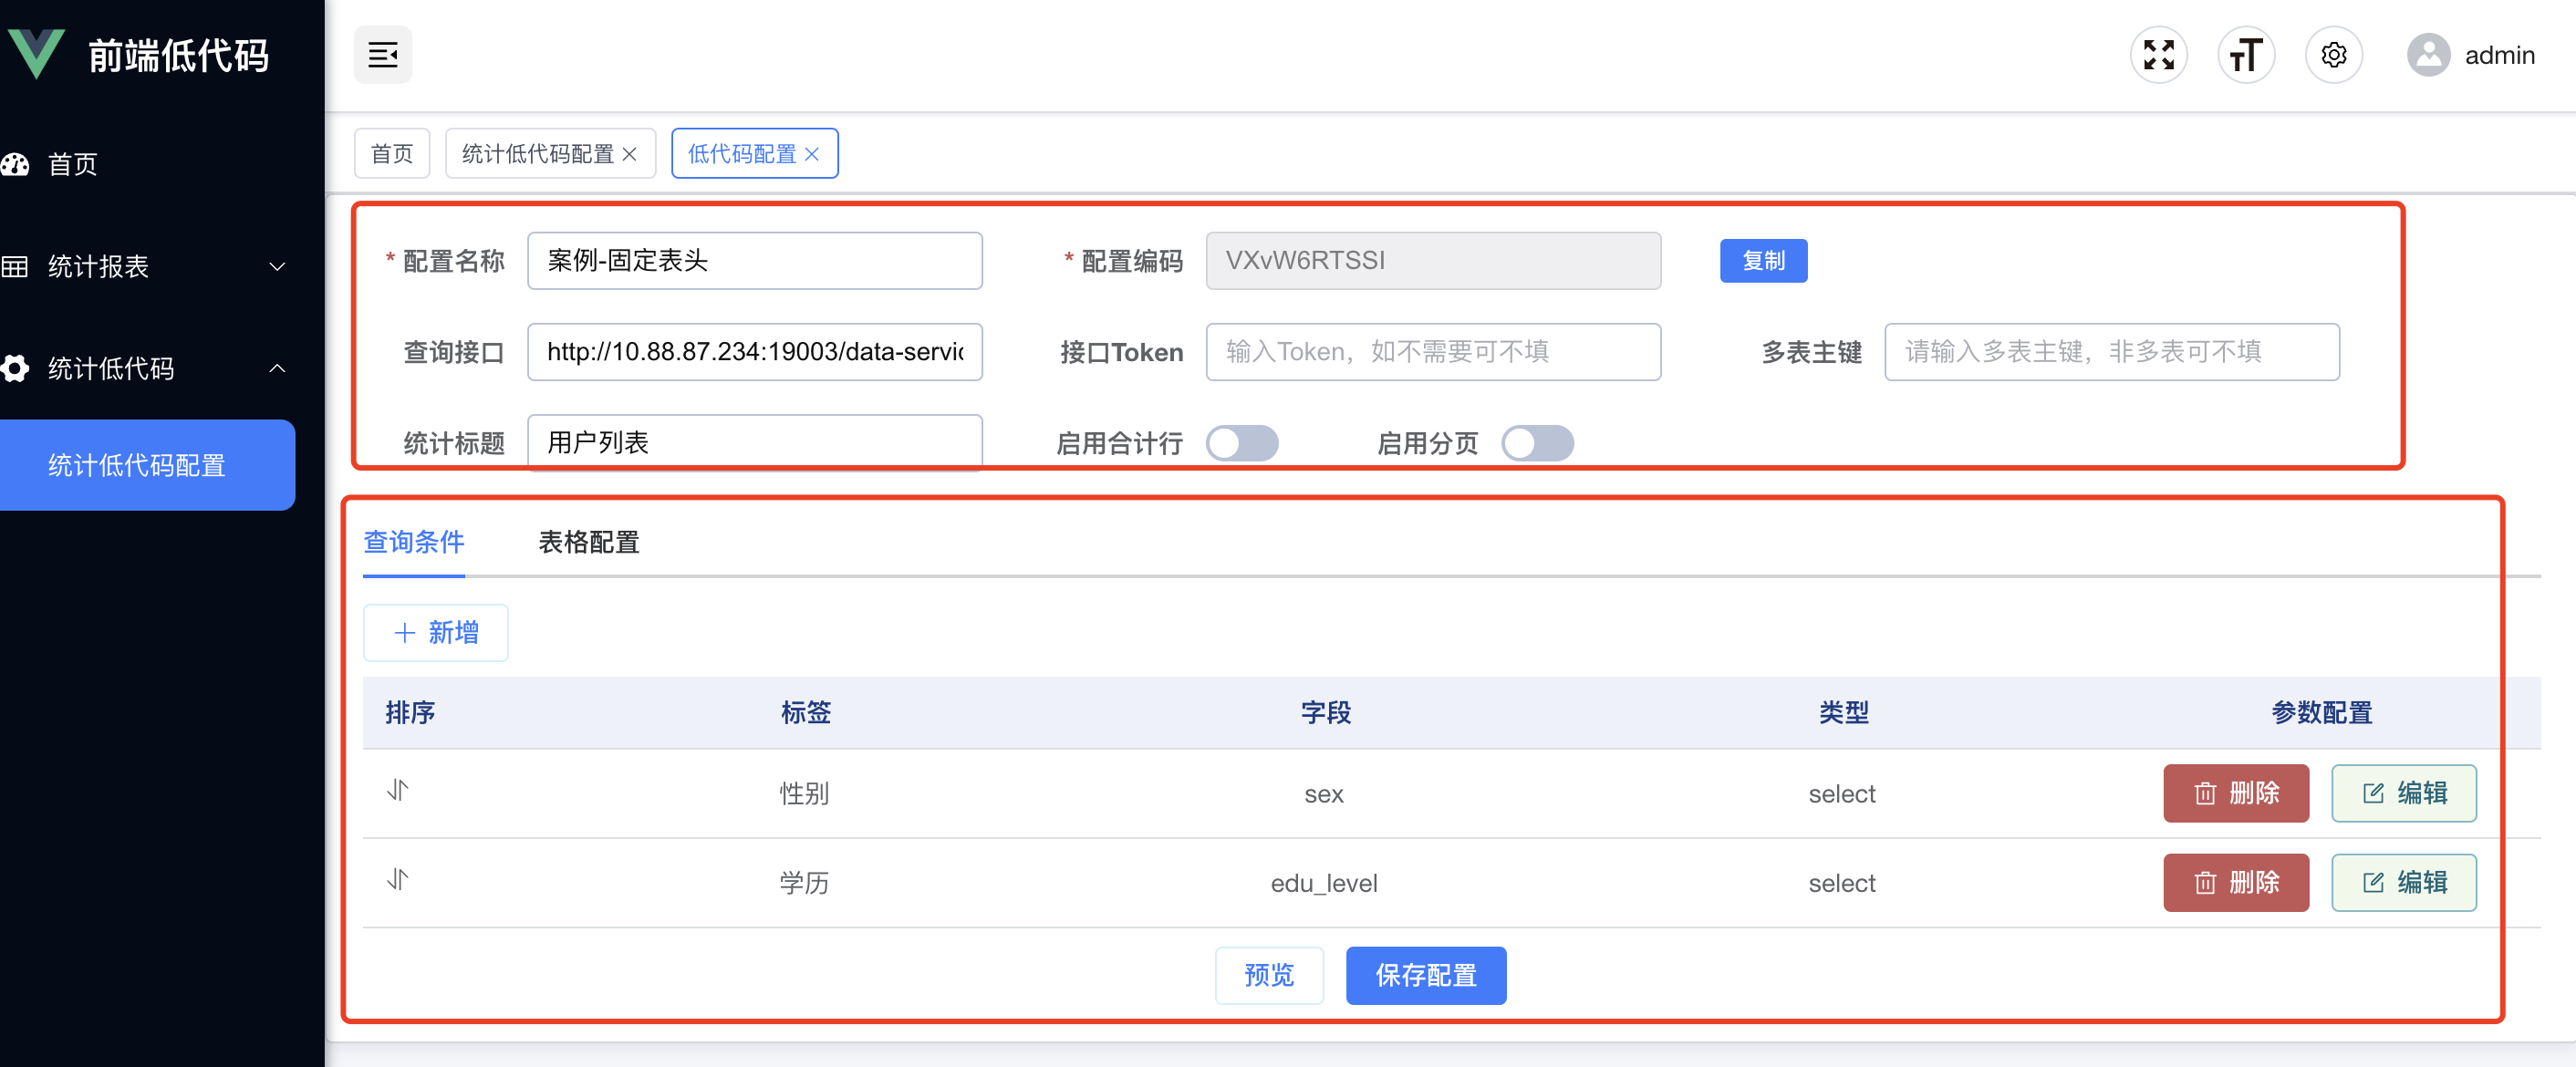 前端低代码
admin
首页
统计报表
统计低代码
统计低代码配置
首页 统计低代码配置 低代码配置
* 配置名称 案例-固定表头 * 配置编码 VXvW6RTSSI 复制
查询接口 http://10.88.87.234:19003/data-servic 接口Token 输入Token，如不需要可不填 多表主键 请输入多表主键，非多表可不填
统计标题 用户列表 启用合计行 启用分页
查询条件 表格配置
新增
排序 标签 字段 类型 参数配置
性别 sex select 删除 编辑
学历 edu_level select 删除 编辑
预览 保存配置